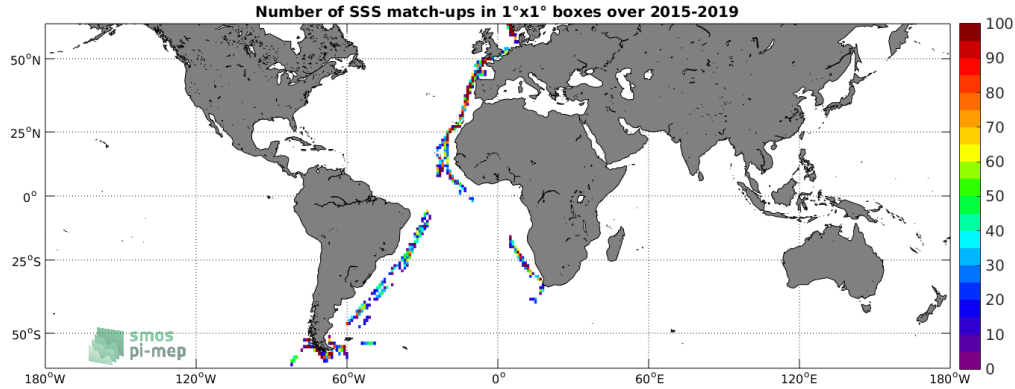 Number of SSS match-ups in 1°x1° boxes over 2015-2019
50°N
25°N
0°
25°S
50°S
180°W
120°W
60°W
0°
60°E
120°E
180°W
100
90
80
70
60
50
40
30
20
10
0
smos
pi-mep